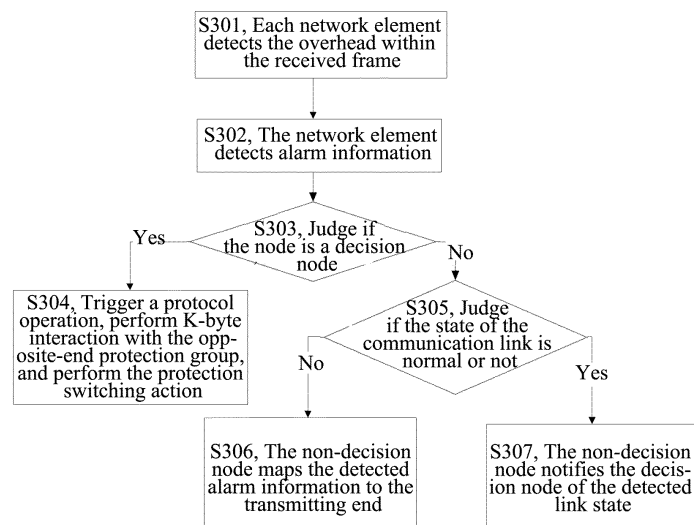 S301, Each network element
detects the overhead within
the received frame
S302, The network element
detects alarm information
S303, Judge if
the node is a decision
node
Yes
No
S304, Trigger a protocol
operation, perform K-byte
interaction with the opp-
osite-end protection group,
and perform the protection
switching action
S305, Judge
if the state of the
communication link is
normal or not
No
Yes
S306, The non-decision
node maps the detected
alarm information to the
transmitting end
S307, The non-decision
node notifies the decis-
ion node of the detected
link state